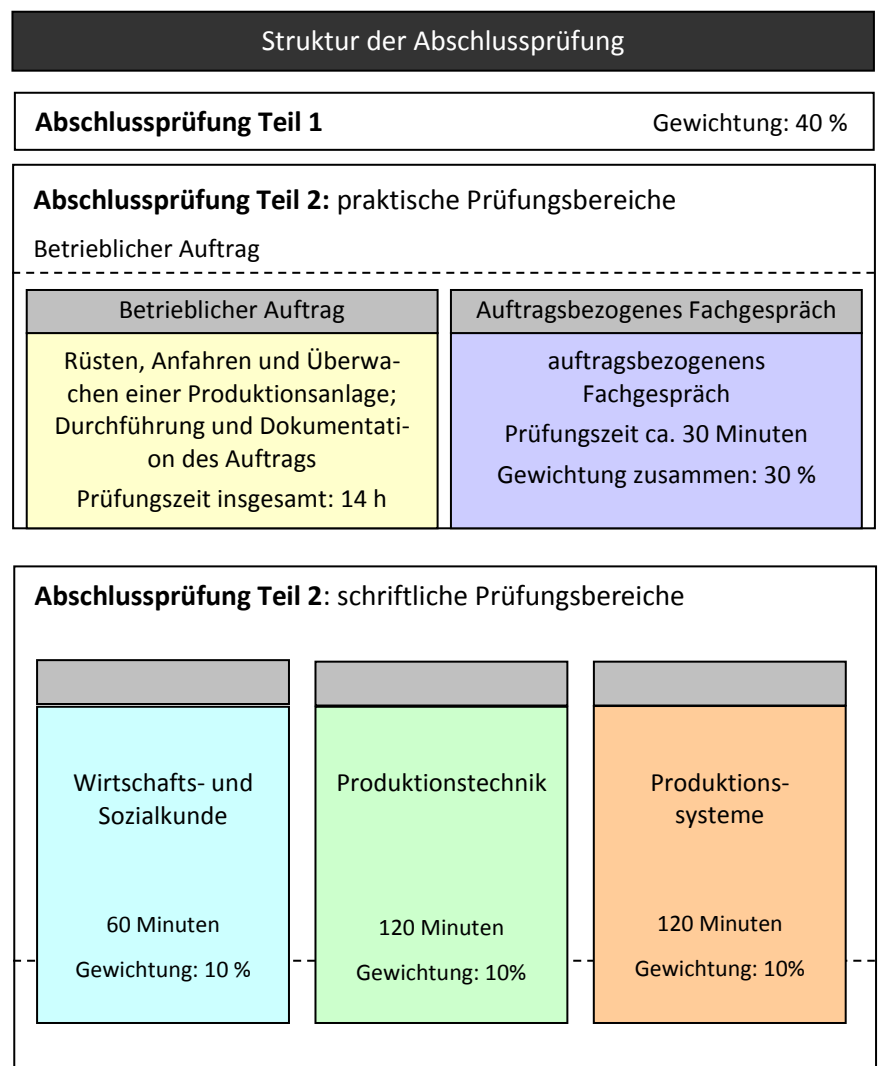 Struktur der Abschlussprüfung
Abschlussprüfung Teil 1 Gewichtung: 40 %
Abschlussprüfung Teil 2: praktische Prüfungsbereiche
Betrieblicher Auftrag
Betrieblicher Auftrag
Rüsten, Anfahren und Überwa-
chen einer Produktionsanlage;
Durchführung und Dokumentati-
on des Auftrags
Prüfungszeit insgesamt: 14 h
Auftragsbezogenes Fachgespräch
auftragsbezogenens
Fachgespräch
Prüfungszeit ca. 30 Minuten
Gewichtung zusammen: 30 %
Abschlussprüfung Teil 2: schriftliche Prüfungsbereiche
Wirtschafts- und
Sozialkunde
60 Minuten
Gewichtung: 10 %
Produktionstechnik
120 Minuten
Gewichtung: 10%
Produktions-
systeme
120 Minuten
Gewichtung: 10%